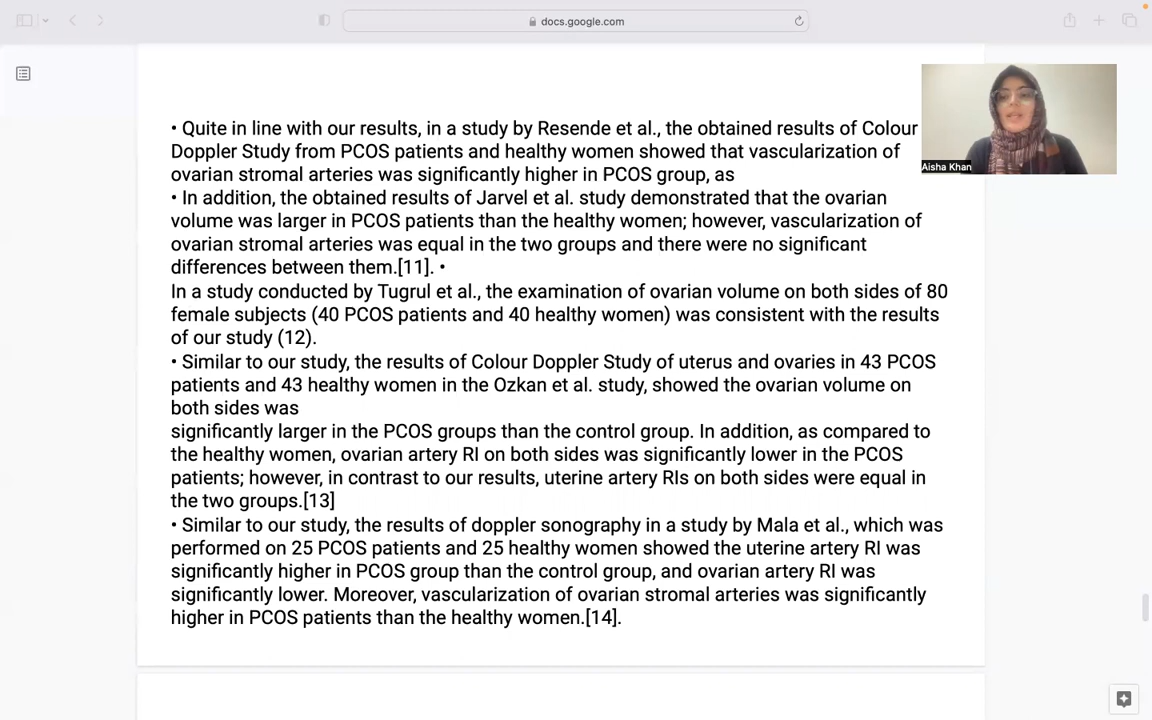 docs.google.com
• Quite in line with our results, in a study by Resende et al., the obtained results of Colour
Doppler Study from PCOS patients and healthy women showed that vascularization of
ovarian stromal arteries was significantly higher in PCOS group, as
Aisha Khan
• In addition, the obtained results of Jarvel et al. study demonstrated that the ovarian
volume was larger in PCOS patients than the healthy women; however, vascularization of
ovarian stromal arteries was equal in the two groups and there were no significant
differences between them.[11]. •
In a study conducted by Tugrul et al., the examination of ovarian volume on both sides of 80
female subjects (40 PCOS patients and 40 healthy women) was consistent with the results
of our study (12).
• Similar to our study, the results of Colour Doppler Study of uterus and ovaries in 43 PCOS
patients and 43 healthy women in the Ozkan et al. study, showed the ovarian volume on
both sides was
significantly larger in the PCOS groups than the control group. In addition, as compared to
the healthy women, ovarian artery RI on both sides was significantly lower in the PCOS
patients; however, in contrast to our results, uterine artery RIs on both sides were equal in
the two groups.[13]
• Similar to our study, the results of doppler sonography in a study by Mala et al., which was
performed on 25 PCOS patients and 25 healthy women showed the uterine artery RI was
significantly higher in PCOS group than the control group, and ovarian artery RI was
significantly lower. Moreover, vascularization of ovarian stromal arteries was significantly
higher in PCOS patients than the healthy women.[14].